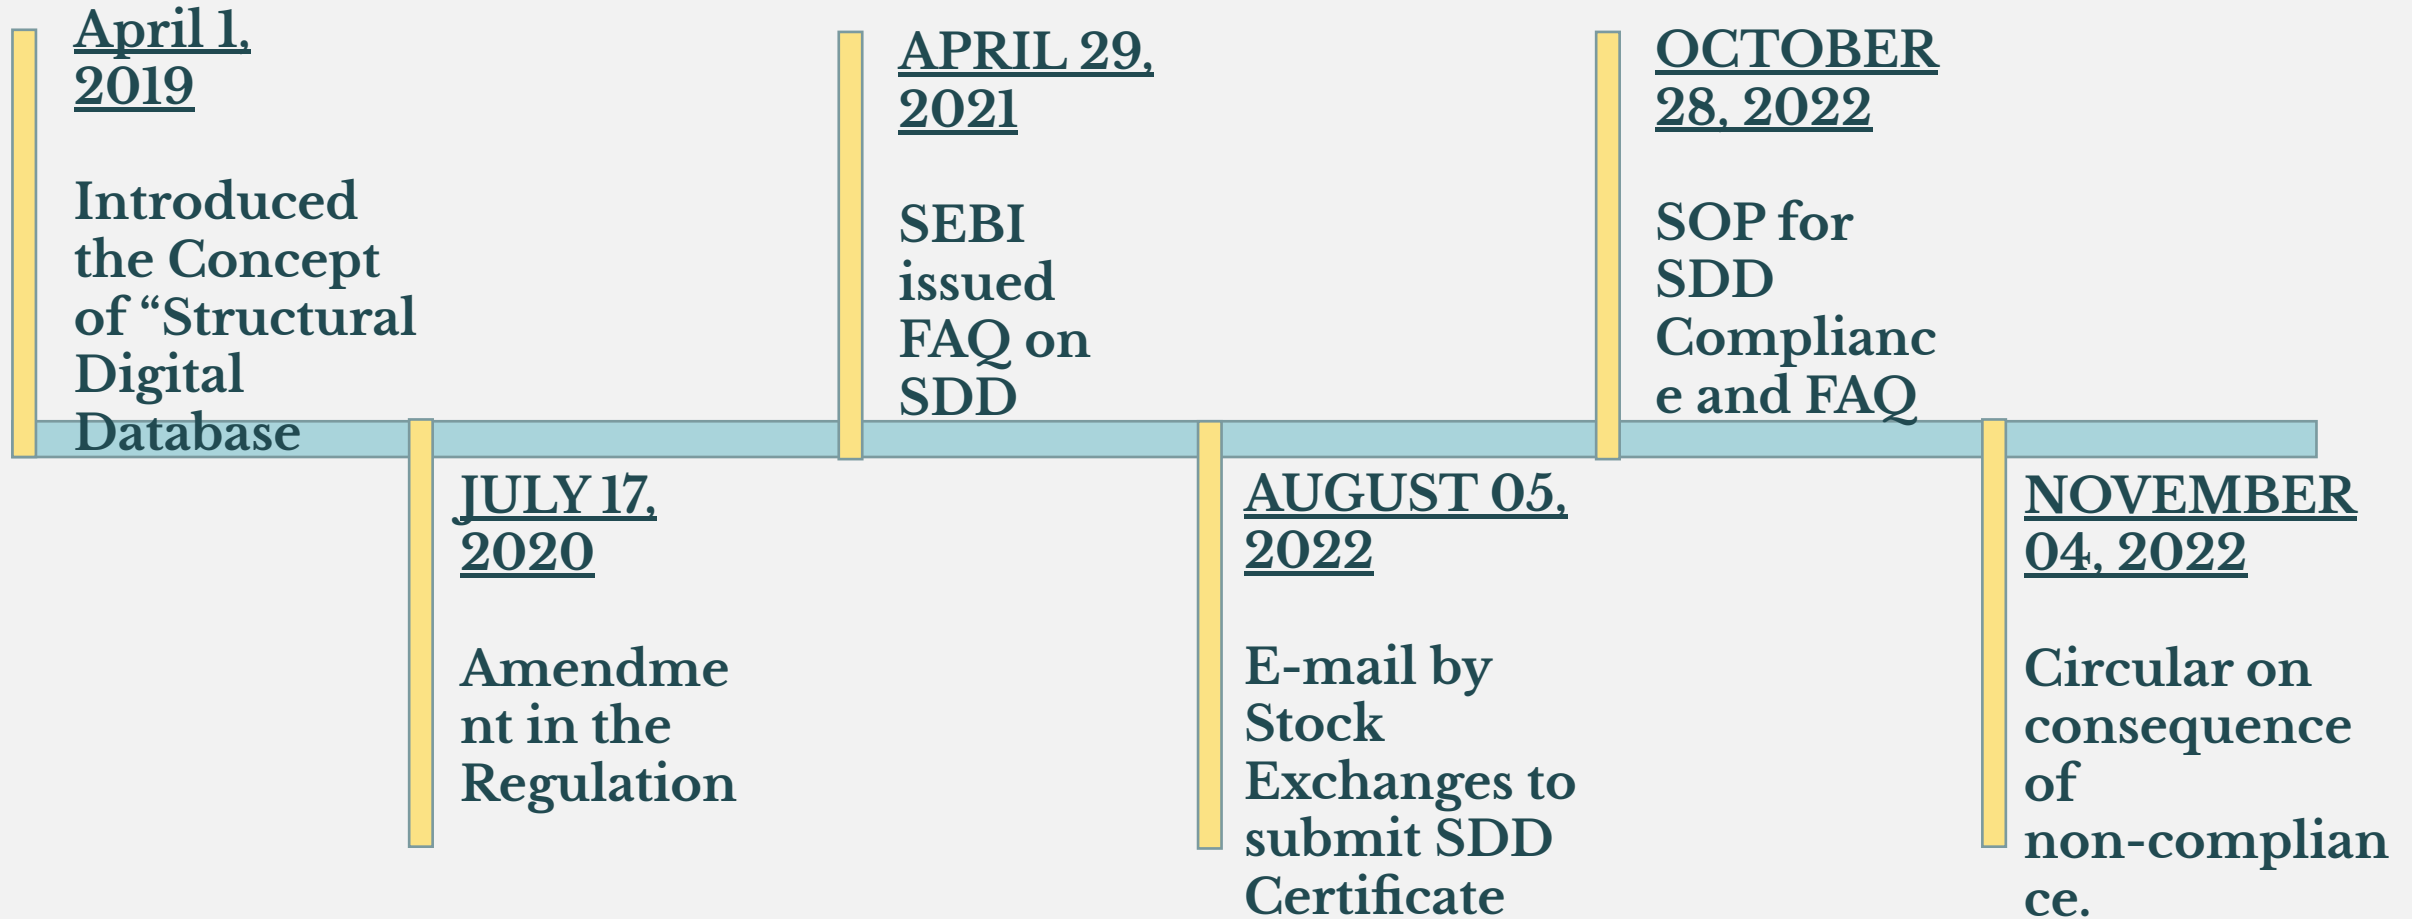 April 1,
2019
Introduced
the Concept
of “Structural
Digital
Database
JULY 17,
2020
Amendme
nt in the
Regulation
APRIL 29,
2021
SEBI
issued
FAQ on
SDD
AUGUST 05,
2022
E-mail by
Stock
Exchanges to
submit SDD
Certificate
OCTOBER
28, 2022
SOP for
SDD
Complianc
e and FAQ
NOVEMBER
04, 2022
Circular on
consequence
of
non-complian
ce.